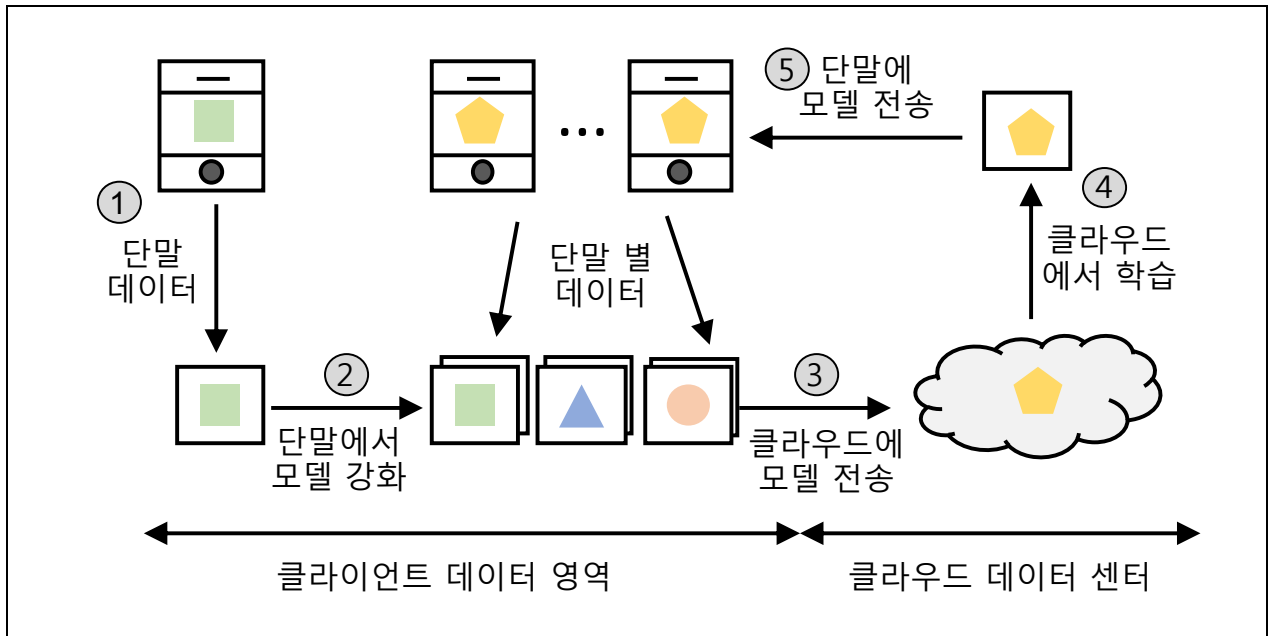 ①
단말
데이터
②
단말에서
모델 강화
...
단말 별
데이터
③
클라우드에
모델 전송
④
클라우드
에서 학습
⑤ 단말에
모델 전송
클라이언트 데이터 영역
클라우드 데이터 센터